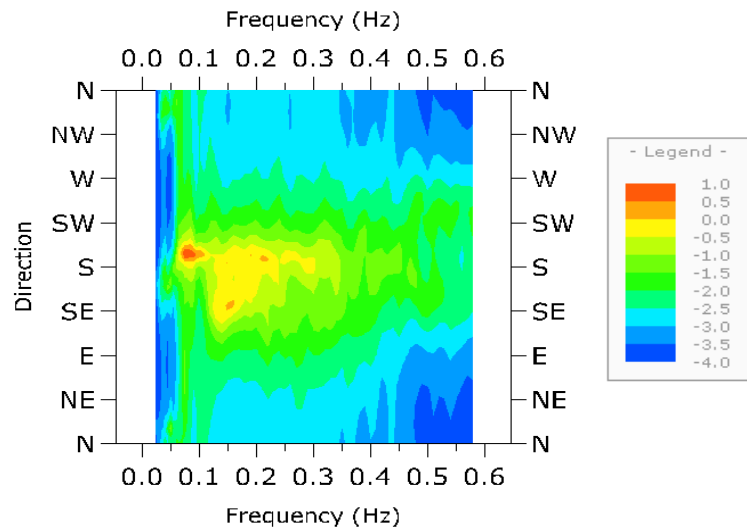 Frequency (Hz)
0.0 0.1 0.2 0.3 0.4 0.5 0.6
N N
NW NW
W W
SW SW
S S
SE SE
E E
NE NE
N N
Direction
0.0 0.1 0.2 0.3 0.4 0.5 0.6
Frequency (Hz)
- Legend -
1.0
0.5
0.0
-0.5
-1.0
-1.5
-2.0
-2.5
-3.0
-3.5
-4.0